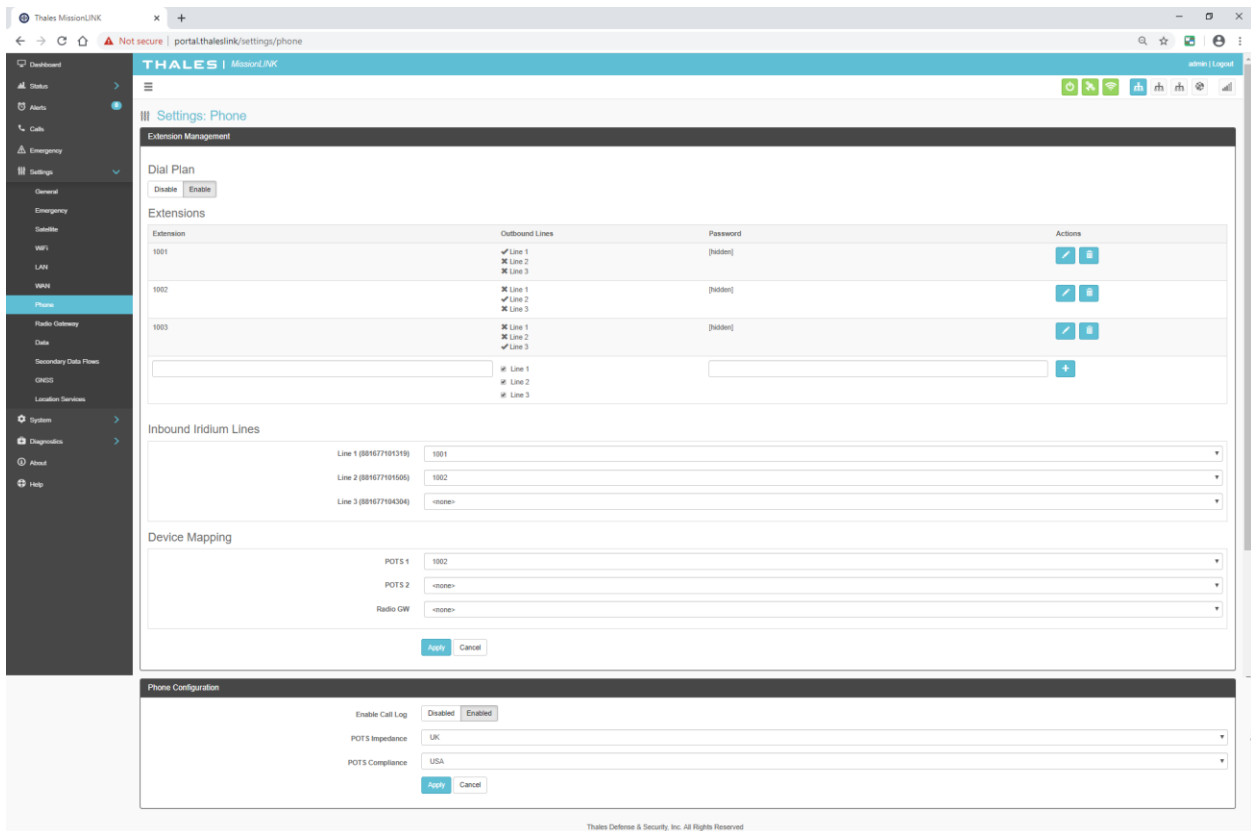 Thales MissionLINK
Not secure | portal.thaleslink/settings/phone
Dashboard
Status
Alerts
Calls
Emergency
Settings
General
Emergency
Satellite
WiFi
LAN
WAN
Phone
Radio Gateway
Data
Secondary Data Flows
GNSS
Location Services
System
Diagnostics
About
Help
THALES | MissionLINK
admin | Logout
Settings: Phone
Extension Management
Dial Plan
Disable Enable
Extensions
Extension Outbound Lines Password Actions
1001 Line 1 [hidden]
Line 2
Line 3
1002 Line 1 [hidden]
Line 2
Line 3
1003 Line 1 [hidden]
Line 2
Line 3
Line 1
Line 2
Line 3
Inbound Iridium Lines
Line 1 (881677101319) 1001
Line 2 (881677101505) 1002
Line 3 (881677104304) <none>
Device Mapping
POTS 1 1002
POTS 2 <none>
Radio GW <none>
Apply Cancel
Phone Configuration
Enable Call Log Disabled Enabled
POTS Impedance UK
POTS Compliance USA
Apply Cancel
Thales Defense & Security, Inc. All Rights Reserved